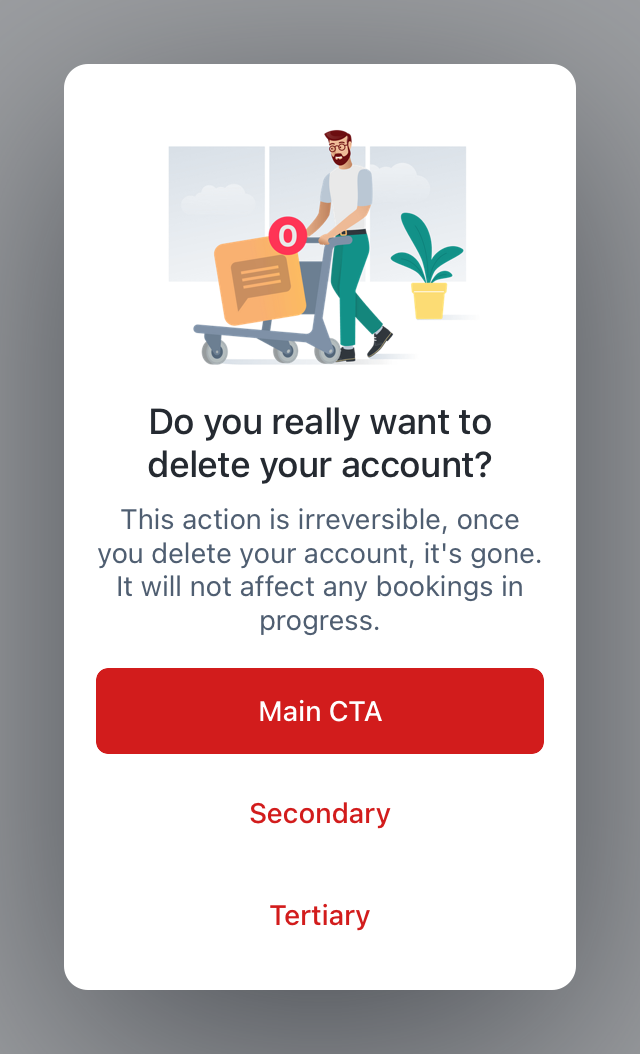 0
Do you really want to
delete your account?
This action is irreversible, once
you delete your account, it's gone.
It will not affect any bookings in
progress.
Main CTA
Secondary
Tertiary